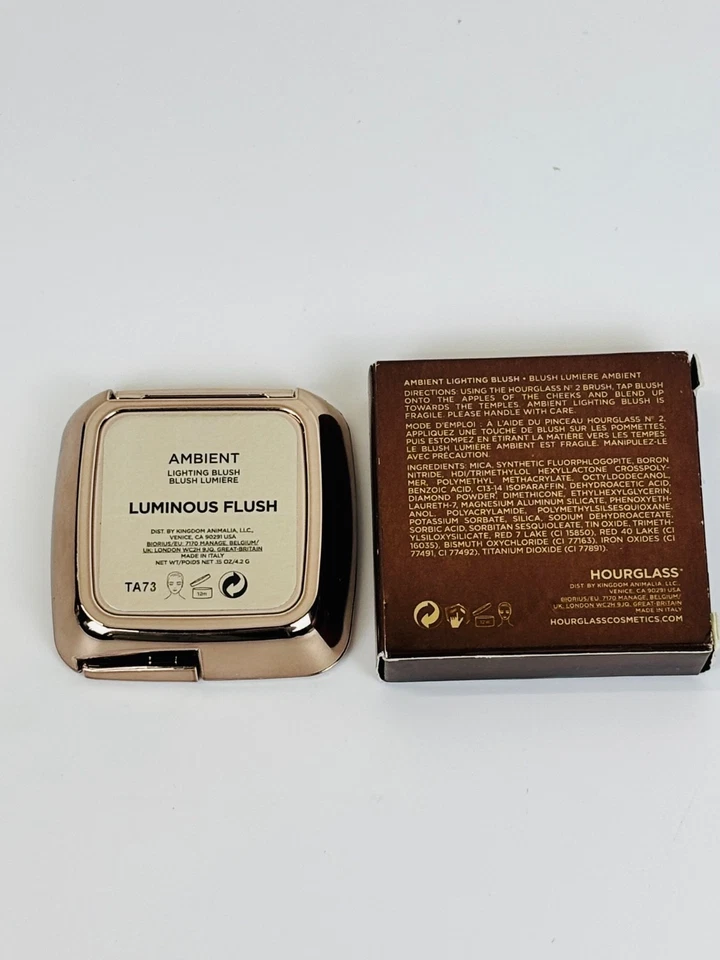 AMBIENT
LIGHTING BLUSH
BLUSH LUMIÈRE
LUMINOUS FLUSH
DIST. BY KINGDOM ANIMALIA, LLC.,
VENICE, CA 90291 USA
BIORIUS/EU: 7170 MANAGE, BELGIUM/
UK: LONDON WC2H 9JQ, GREAT-BRITAIN
MADE IN ITALY
NET WT/POIDS NET .15 OZ/4.2 G
TA73
12M
AMBIENT LIGHTING BLUSH • BLUSH LUMIÈRE AMBIENT
DIRECTIONS: USING THE HOURGLASS Nº 2 BRUSH, TAP BLUSH
ONTO THE APPLES OF THE CHEEKS AND BLEND UP
TOWARDS THE TEMPLES. AMBIENT LIGHTING BLUSH IS
FRAGILE. PLEASE HANDLE WITH CARE.
MODE D'EMPLOI : À L'AIDE DU PINCEAU HOURGLASS Nº 2,
APPLIQUEZ UNE TOUCHE DE BLUSH SUR LES POMMETTES,
PUIS ESTOMPEZ EN ÉTIRANT LA MATIÈRE VERS LES TEMPES.
LE BLUSH LUMIÈRE AMBIENT EST FRAGILE. MANIPULEZ-LE
AVEC PRÉCAUTION.
INGREDIENTS: MICA, SYNTHETIC FLUORPHLOGOPITE, BORON
NITRIDE, HDI/TRIMETHYLOL HEXYLLACTONE CROSSPOLY-
MER, POLYMETHYL METHACRYLATE, OCTYLDODECANOL,
BENZOIC ACID, C13-14 ISOPARAFFIN, DEHYDROACETIC ACID,
DIAMOND POWDER, DIMETHICONE, ETHYLHEXYLGLYCERIN,
LAURETH-7, MAGNESIUM ALUMINUM SILICATE, PHENOXYETH-
ANOL, POLYACRYLAMIDE, POLYMETHYLSILSESQUIOXANE,
POTASSIUM SORBATE, SILICA, SODIUM DEHYDROACETATE,
SORBIC ACID, SORBITAN SESQUIOLEATE, TIN OXIDE, TRIMETH-
YLSILOXYSILICATE, RED 7 LAKE (CI 15850), RED 40 LAKE (CI
16035), BISMUTH OXYCHLORIDE (CI 77163), IRON OXIDES (CI
77491, CI 77492), TITANIUM DIOXIDE (CI 77891).
HOURGLASS®
DIST. BY KINGDOM ANIMALIA, LLC.
VENICE, CA 90291 USA
BIORIUS/EU: 7170 MANAGE, BELGIUM/
UK: LONDON WC2H 9JQ, GREAT-BRITAIN
MADE IN ITALY
HOURGLASSCOSMETICS.COM
12 M